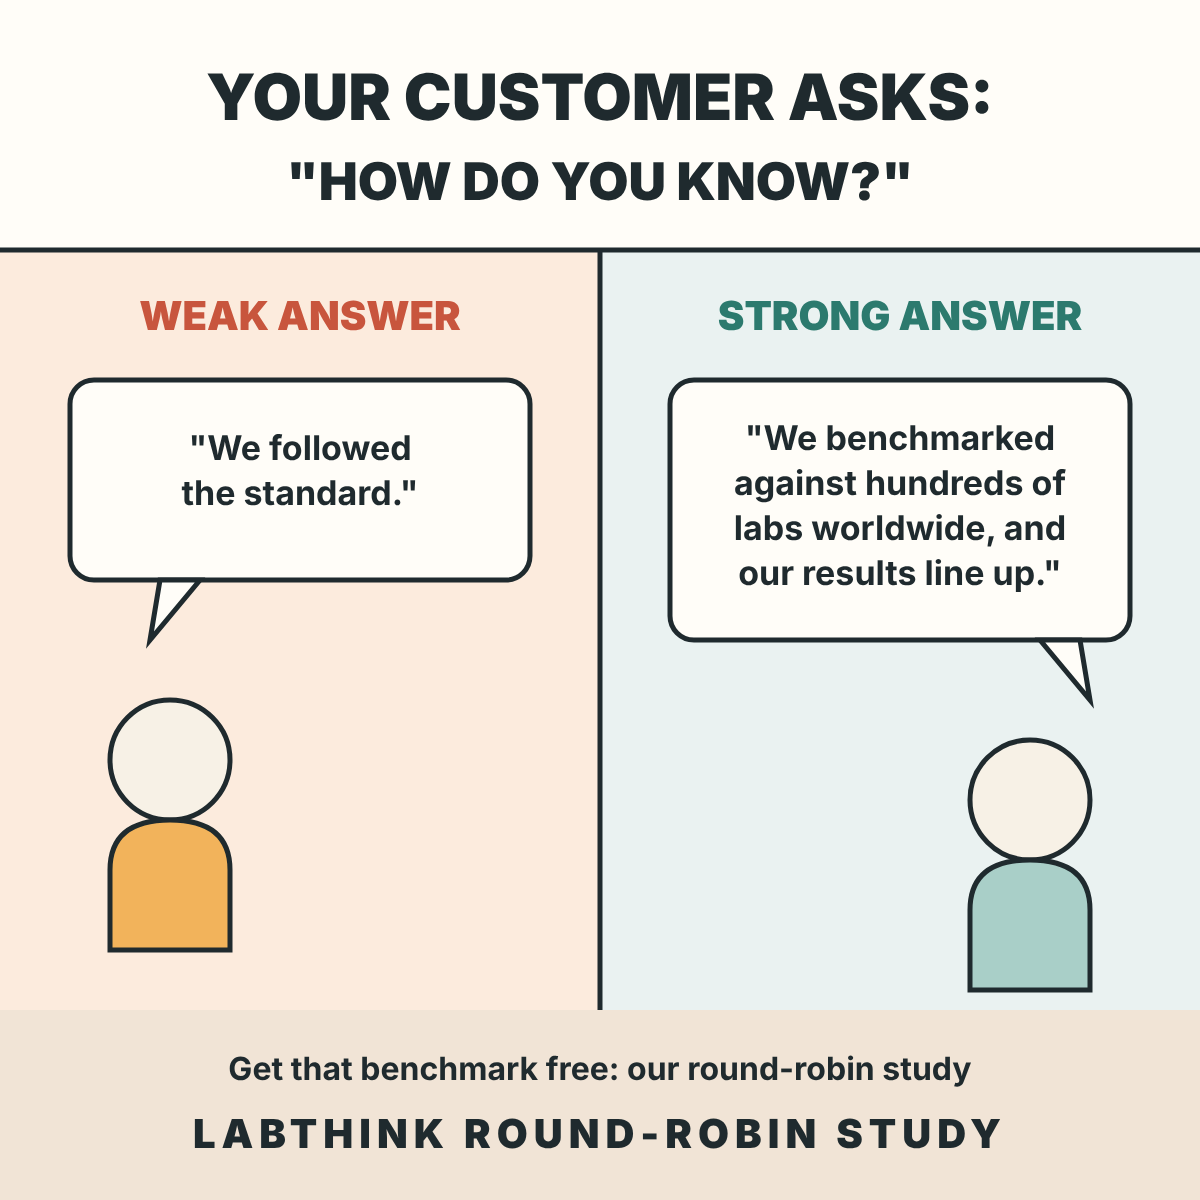 YOUR CUSTOMER ASKS:
"HOW DO YOU KNOW?"
WEAK ANSWER
"We followed
the standard."
STRONG ANSWER
"We benchmarked
against hundreds of
labs worldwide, and
our results line up."
Get that benchmark free: our round-robin study
LABTHINK ROUND-ROBIN STUDY